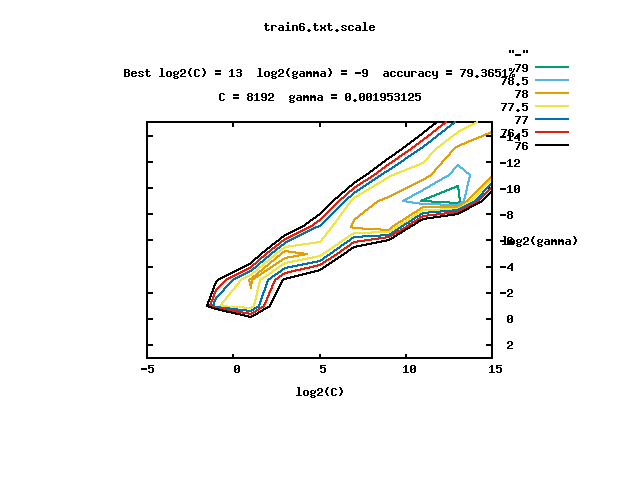 train6.txt.scale
"-"
Best log2(C) = 13  log2(gamma) = -9  accuracy = 79.3651%
79
78.5
C = 8192  gamma = 0.001953125
78
77.5
77
76.5
76
-14
-12
-10
-8
-6
log2(gamma)
-4
-2
0
2
-5 0 5 10 15
log2(C)